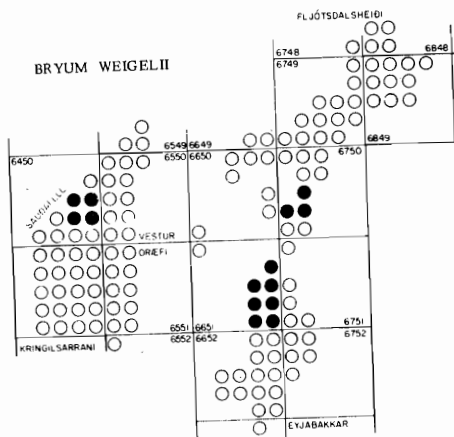 FLJÓTSDALSHEIÐI
BRYUM WEIGELII
6748 6848
6749
6549 6649 6849
6450 6550 6650 6750
SAUÐAFELL
VESTUR
ÖRÆFI
6551 6651 6751
KRINGILSÁRRANI 6552 6652 6752
EYJABAKKAR